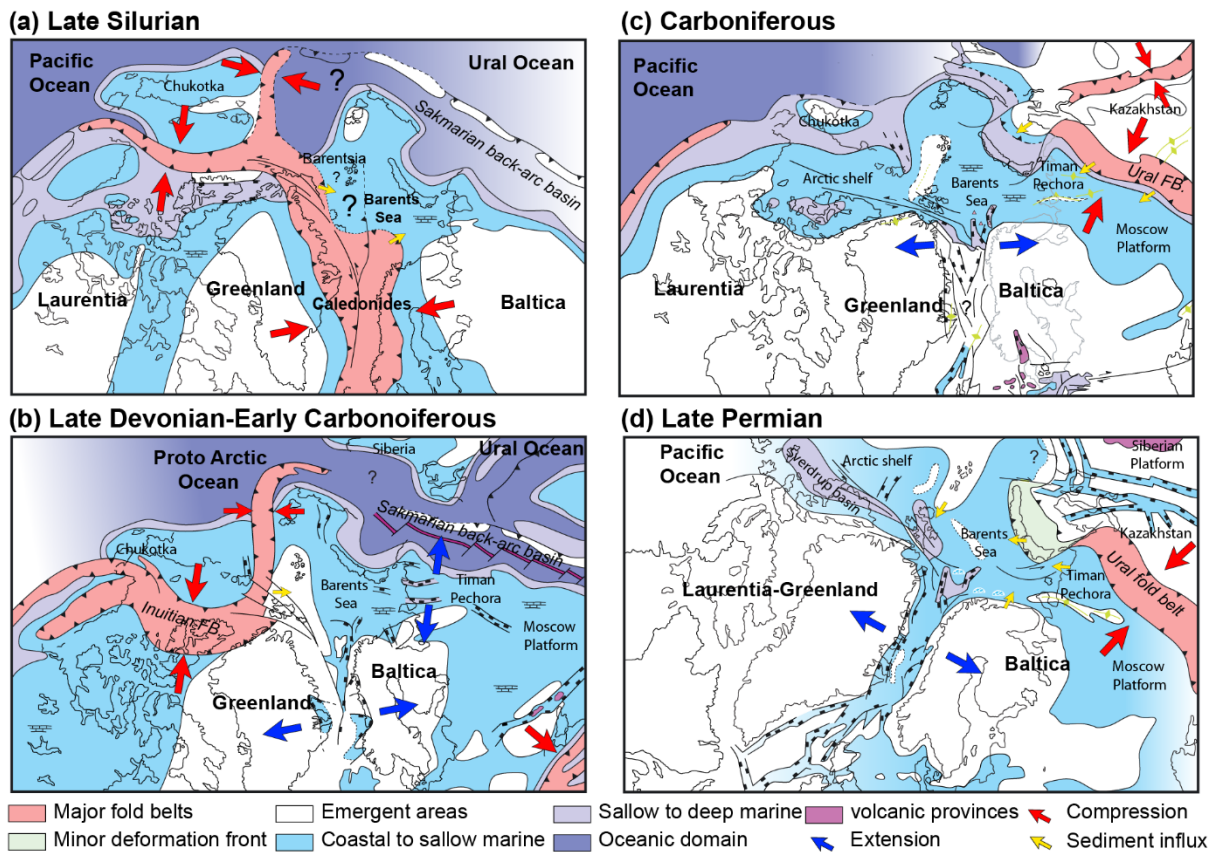 (a) Late Silurian
Pacific
Ocean
Chukotka
?
Ural Ocean
Sakmarian back-arc basin
Barentsia
?
?
Barents
Sea
Laurentia
Greenland
Caledonides
Baltica
(c) Carboniferous
Pacific
Ocean
Chukotka
Kazakhstan
Arctic shelf
Barents
Sea
Timan
Pechora
Ural FB
Moscow
Platform
Laurentia
Greenland
?
Baltica
(b) Late Devonian-Early Carbonoiferous
Proto Arctic
Ocean
Siberia
?
Ural Ocean
Sakmarian back-arc basin
Chukotka
Inuitian FB
Barents
Sea
Timan
Pechora
Moscow
Platform
Greenland
Baltica
(d) Late Permian
Pacific
Ocean
Sverdrup basin
Arctic shelf
?
Siberian
Platform
Kazakhstan
Barents
Sea
Timan
Pechora
Ural fold belt
Laurentia-Greenland
Baltica
Moscow
Platform
Major fold belts
Emergent areas
Sallow to deep marine
volcanic provinces
Compression
Minor deformation front
Coastal to sallow marine
Oceanic domain
Extension
Sediment influx